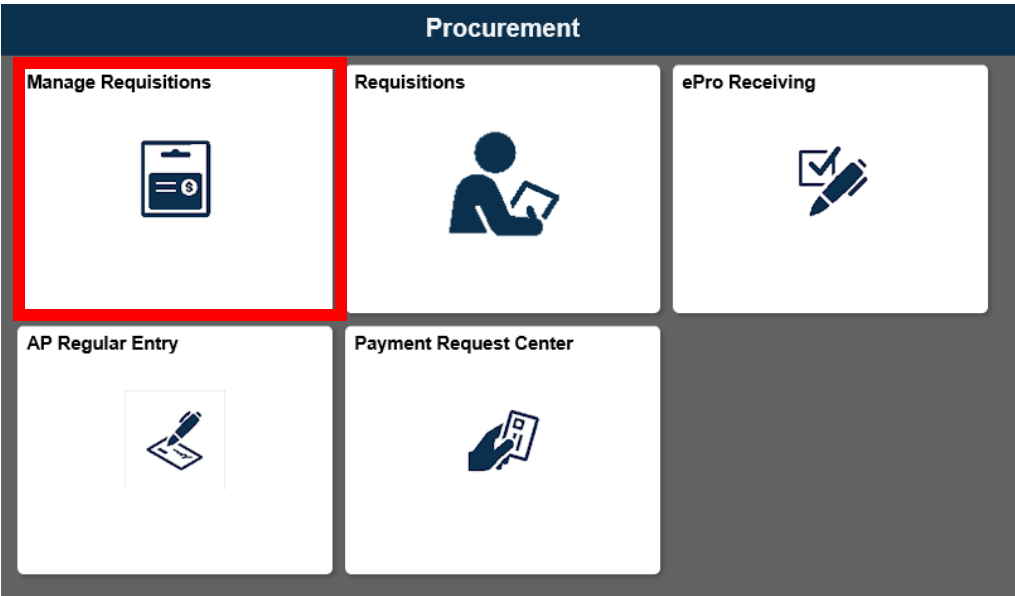 Procurement
Manage Requisitions
Requisitions
ePro Receiving
$
AP Regular Entry
Payment Request Center